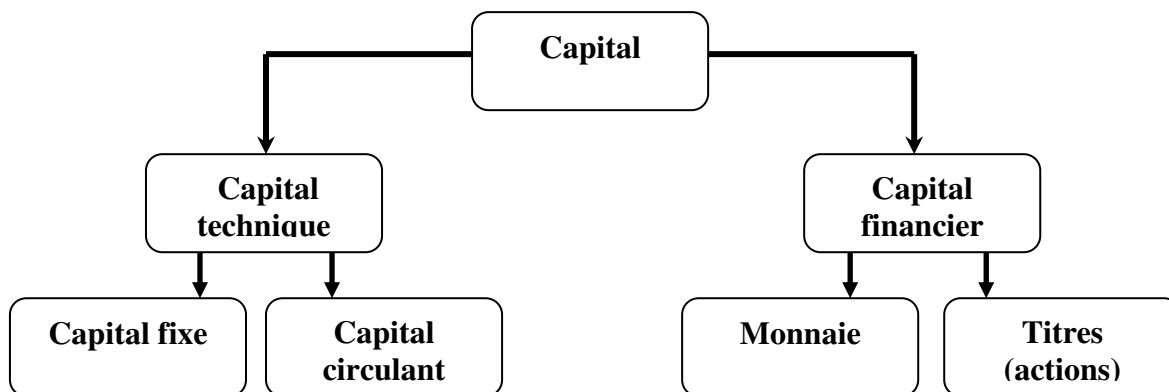 Capital
Capital
technique
Capital
financier
Capital fixe
Capital
circulant
Monnaie
Titres
(actions)